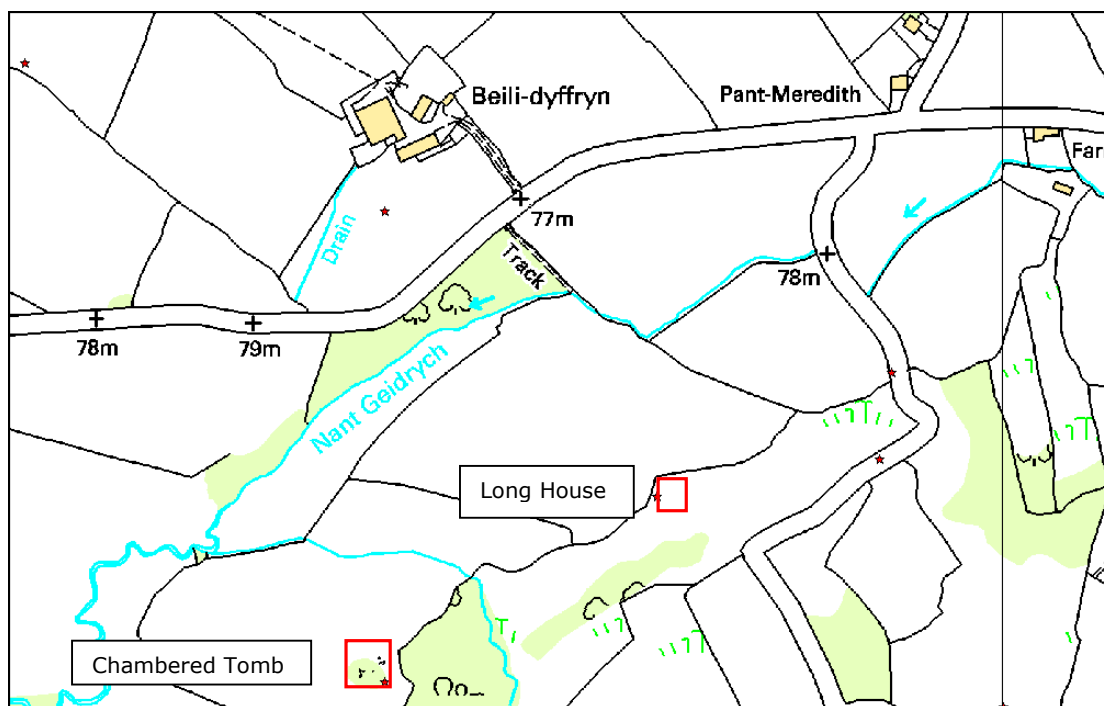 Beili-dyffryn
Pant-Meredith
Far
Drain
77m
Track
78m
78m
79m
Nant Geidrych
Long House
Chambered Tomb